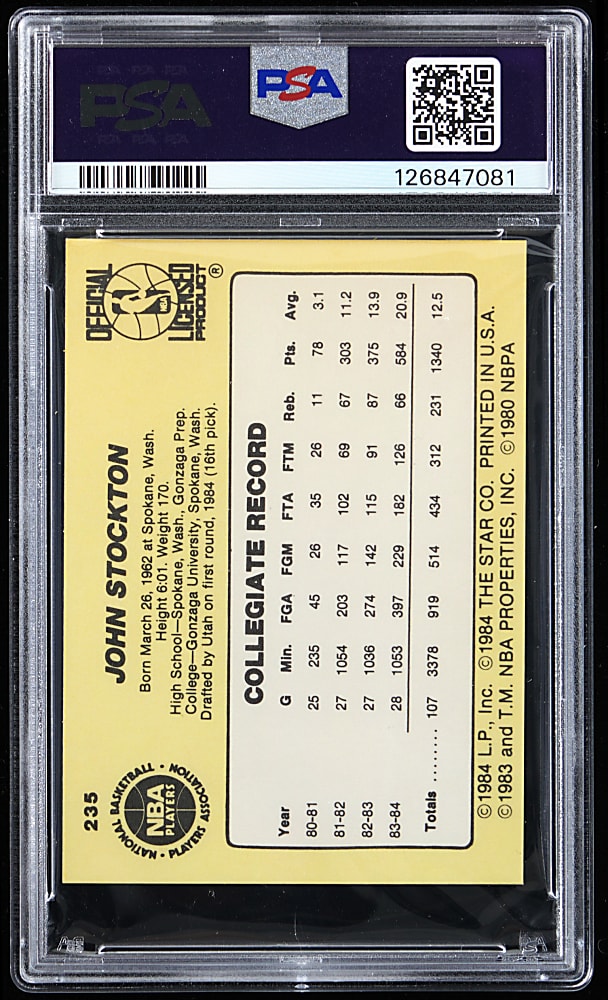 PSA
PSA
126847081
235
NATIONAL BASKETBALL • PLAYERS ASSOCIATION •
NBA
PLAYERS
JOHN STOCKTON
Born March 26, 1962 at Spokane, Wash.
Height 6:01. Weight 170.
High School—Spokane, Wash., Gonzaga Prep.
College—Gonzaga University, Spokane, Wash.
Drafted by Utah on first round, 1984 (16th pick).
OFFICIAL
NBA
LICENSED
PRODUCT ®
COLLEGIATE RECORD
Year G Min. FGA FGM FTA FTM Reb. Pts. Avg.
80-81 25 235 45 26 35 26 11 78 3.1
81-82 27 1054 203 117 102 69 67 303 11.2
82-83 27 1036 274 142 115 91 87 375 13.9
83-84 28 1053 397 229 182 126 66 584 20.9
Totals ......... 107 3378 919 514 434 312 231 1340 12.5
©1984 L.P., Inc. ©1984 THE STAR CO. PRINTED IN U.S.A.
©1983 and T.M. NBA PROPERTIES, INC. ©1980 NBPA